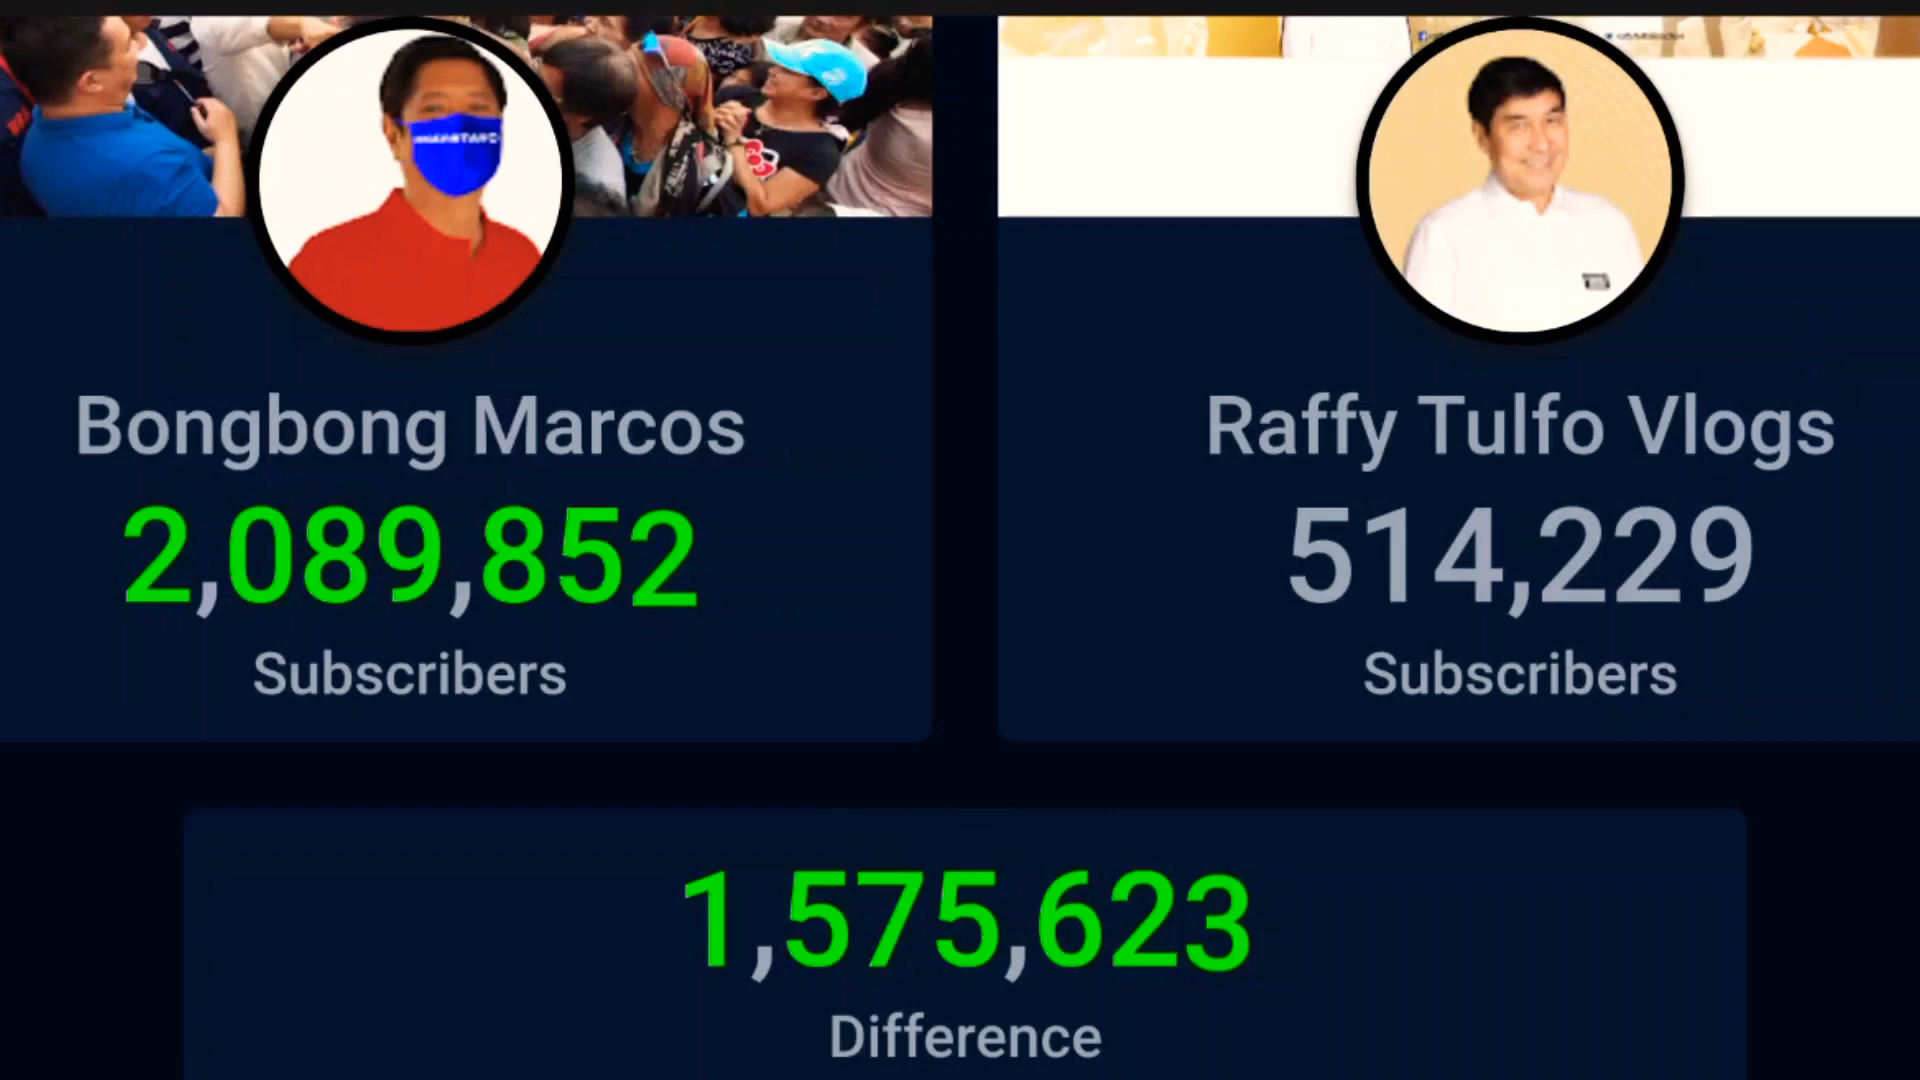 Bongbong Marcos
2,089,852
Subscribers
Raffy Tulfo Vlogs
514,229
Subscribers
1,575,623
Difference